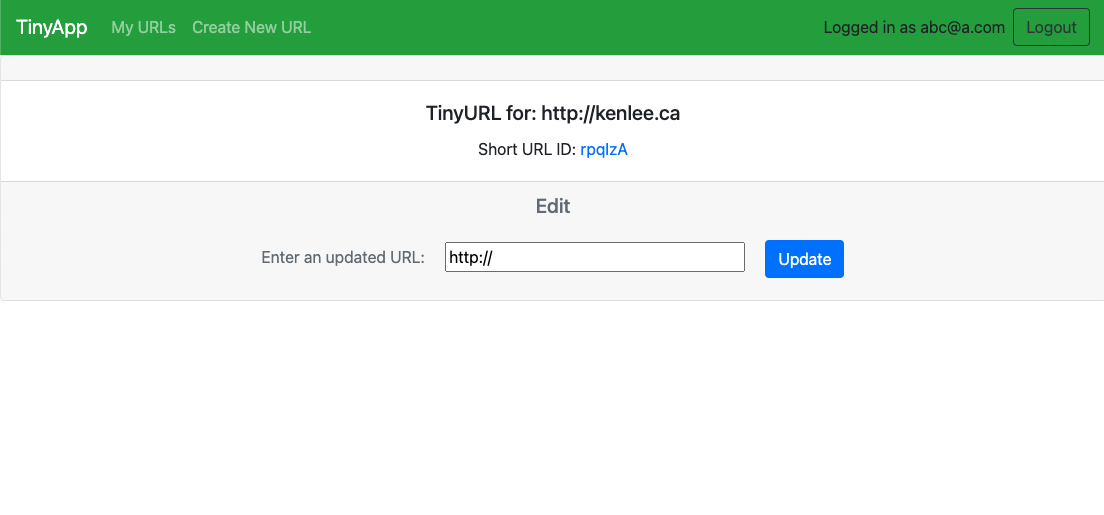 TinyApp My URLs Create New URL Logged in as abc@a.com Logout
TinyURL for: http://kenlee.ca
Short URL ID: rpqIzA
Edit
Enter an updated URL: http:// Update